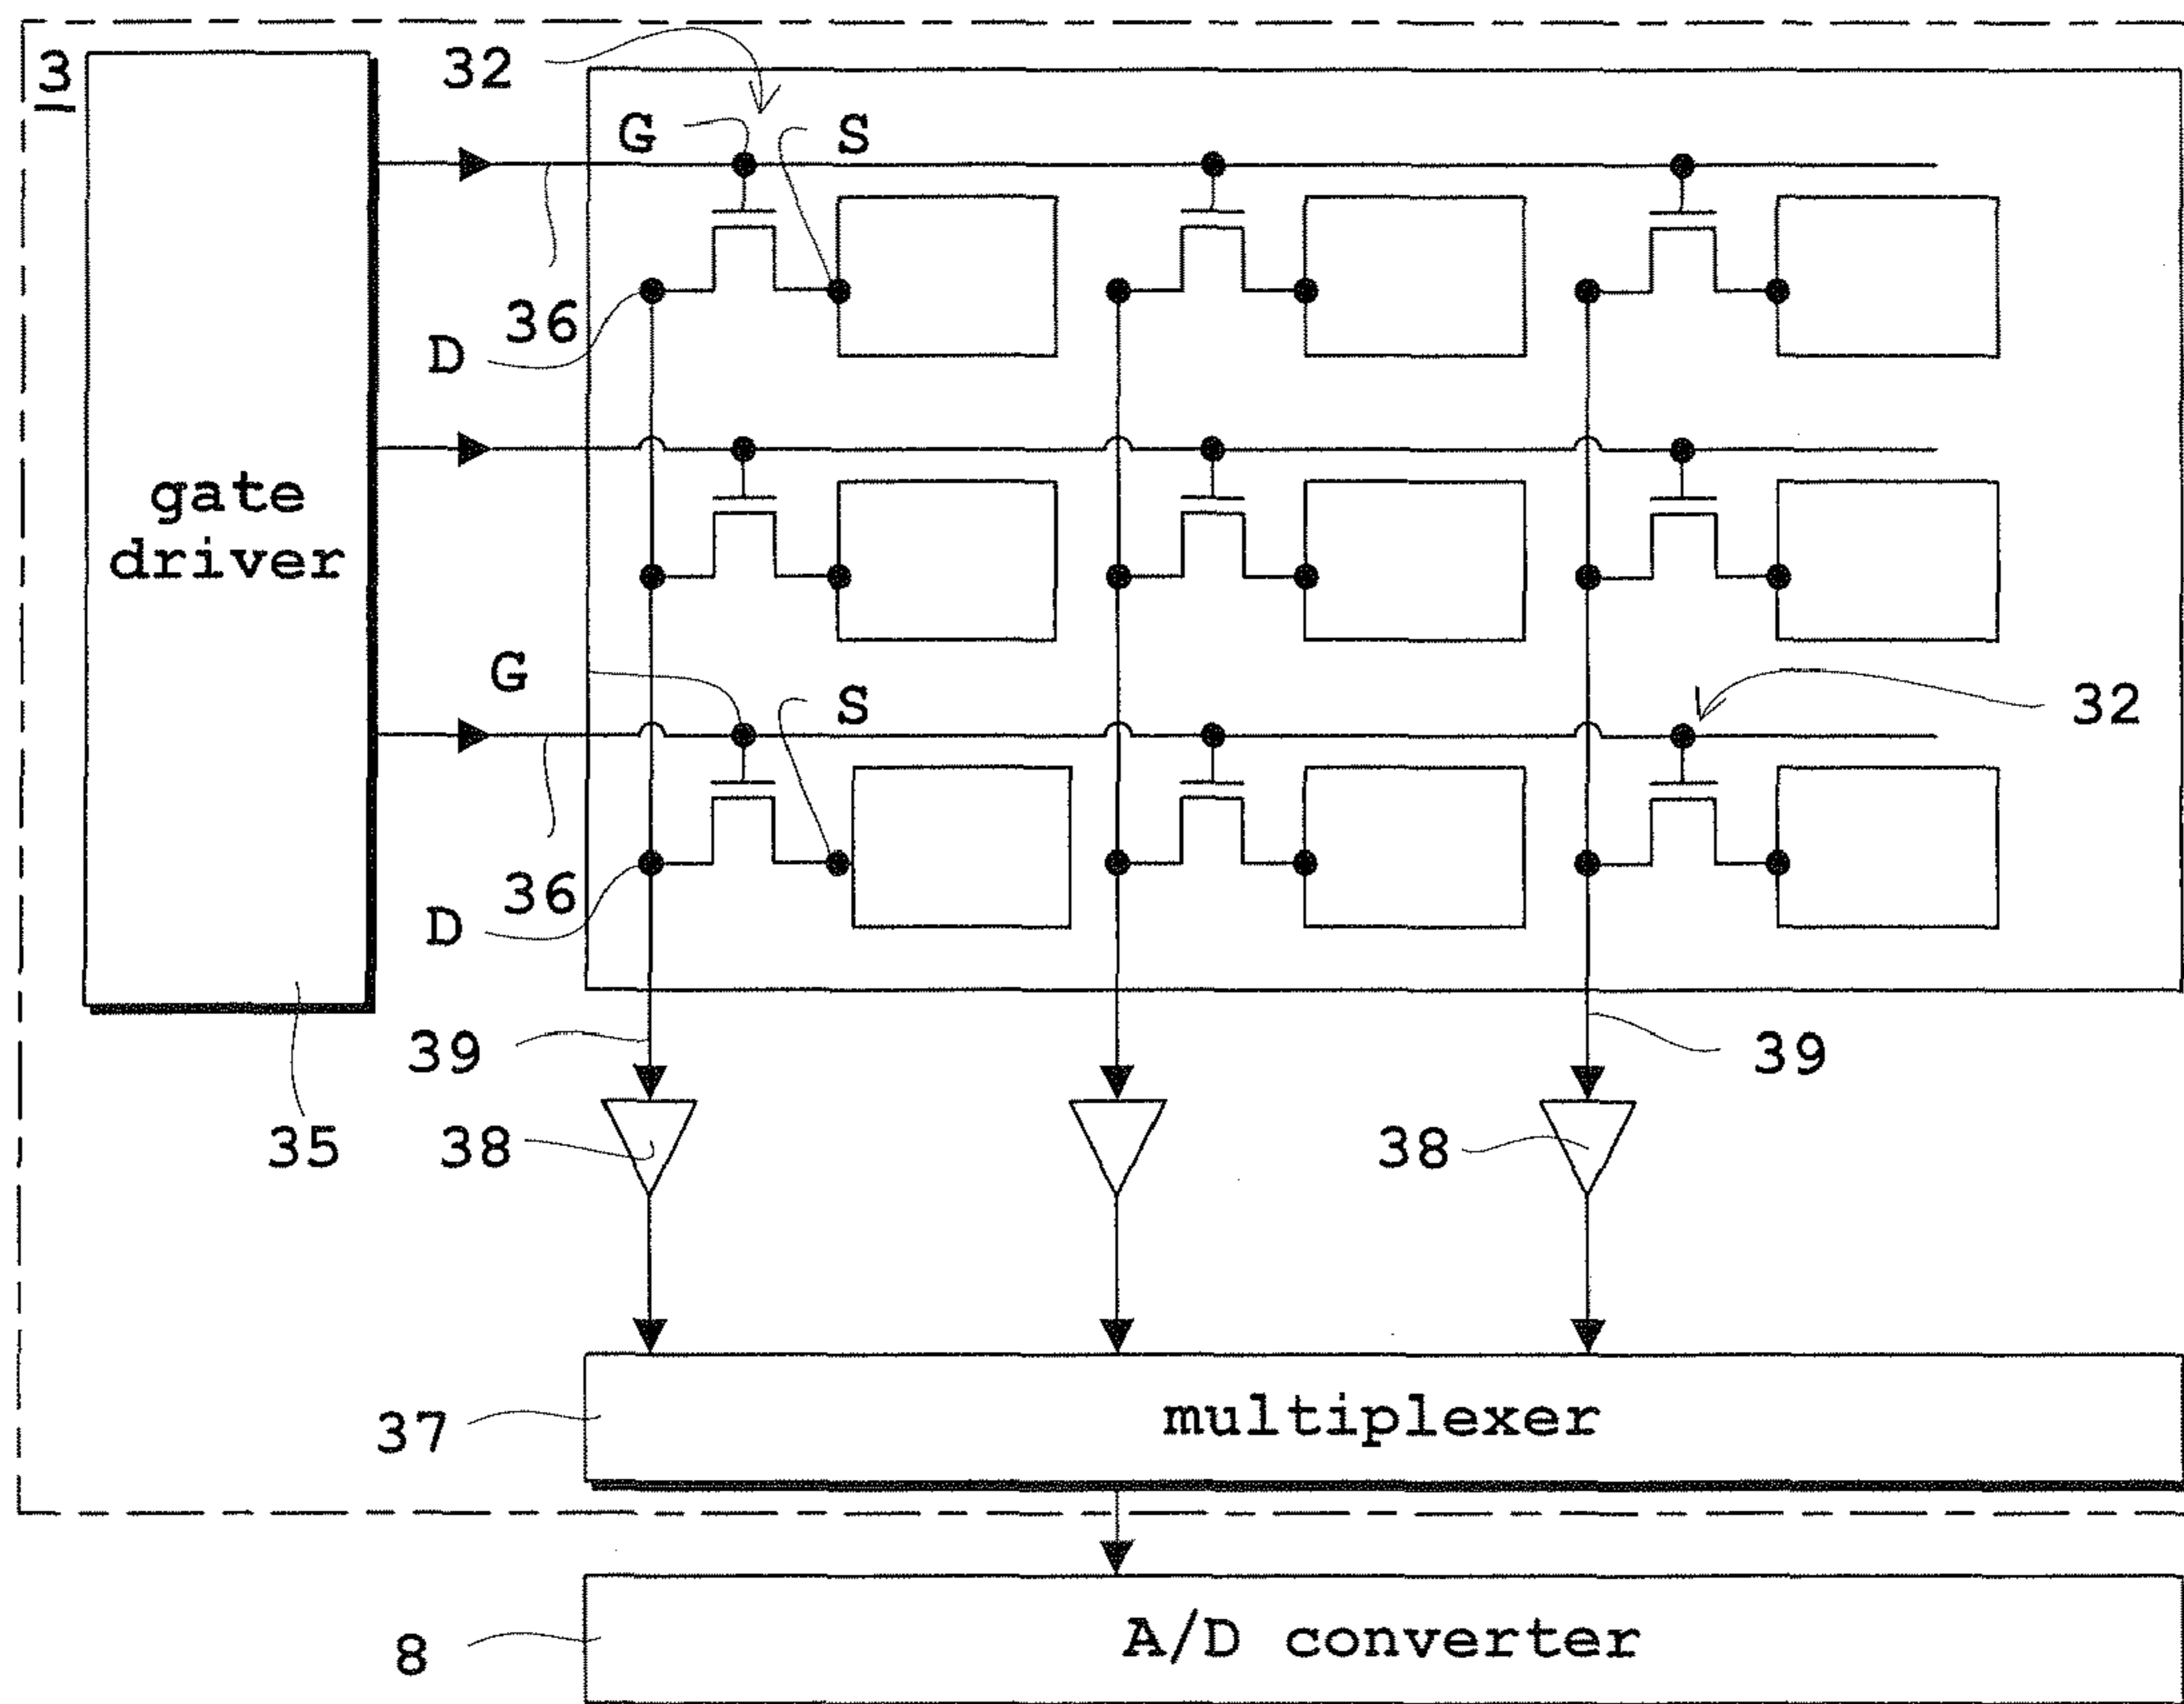 3
32
G
S
36
D
gate
driver
G
S
32
36
D
39
39
35
38
38
37
multiplexer
8
A/D converter